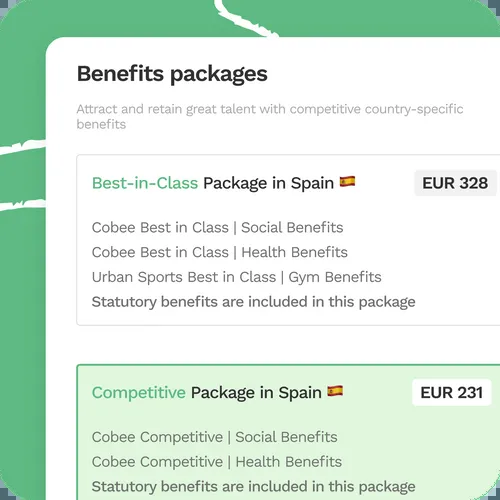 Benefits packages
Attract and retain great talent with competitive country-specific
benefits
Best-in-Class Package in Spain 🇪🇸 EUR 328
Cobee Best in Class | Social Benefits
Cobee Best in Class | Health Benefits
Urban Sports Best in Class | Gym Benefits
Statutory benefits are included in this package
Competitive Package in Spain 🇪🇸 EUR 231
Cobee Competitive | Social Benefits
Cobee Competitive | Health Benefits
Statutory benefits are included in this package